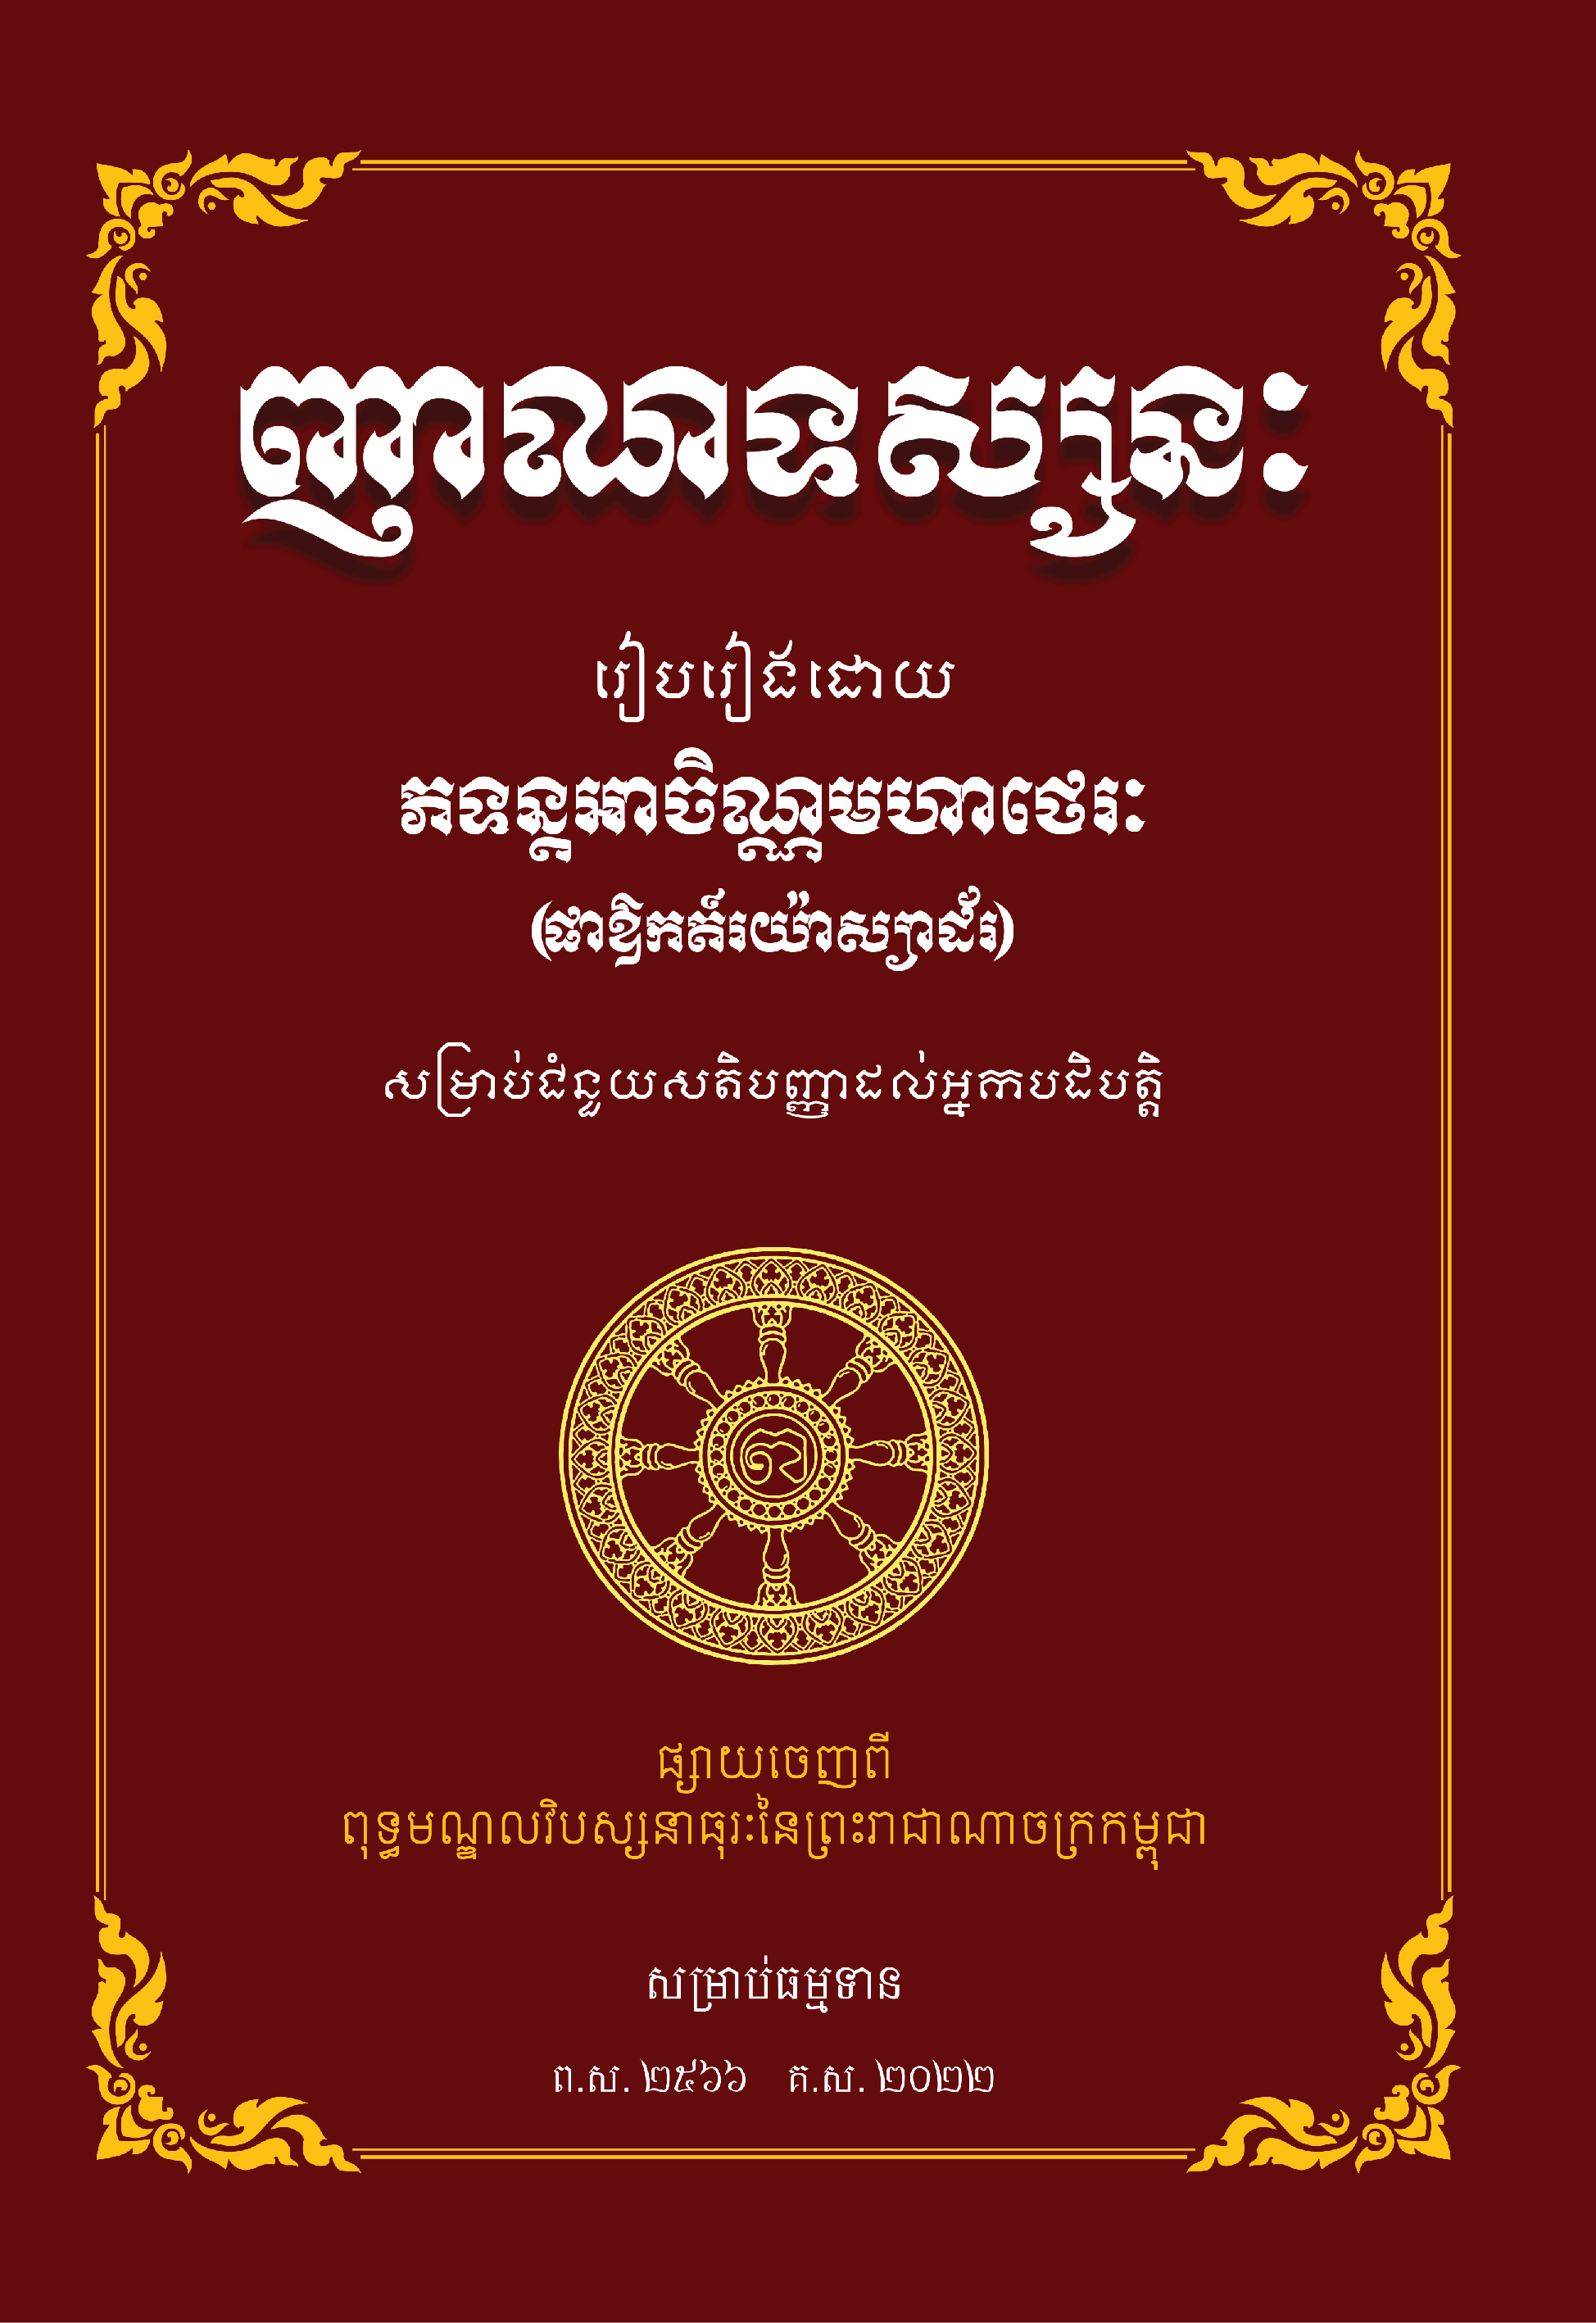 ញាណទស្សនៈ
រៀបរៀងដោយ
ភទន្តអាចិណ្ណមហាថេរៈ
(ផាឱកត័រយ៉ាស្យាដ័រ)
សម្រាប់ជំនួយសតិបញ្ញាដល់អ្នកបដិបត្តិ
ផ្សាយចេញពី
ពុទ្ធមណ្ឌលវិបស្សនាធុរៈនៃព្រះរាជាណាចក្រកម្ពុជា
សម្រាប់ធម្មទាន
ព.ស. ២៥៦៦ គ.ស. ២០២២